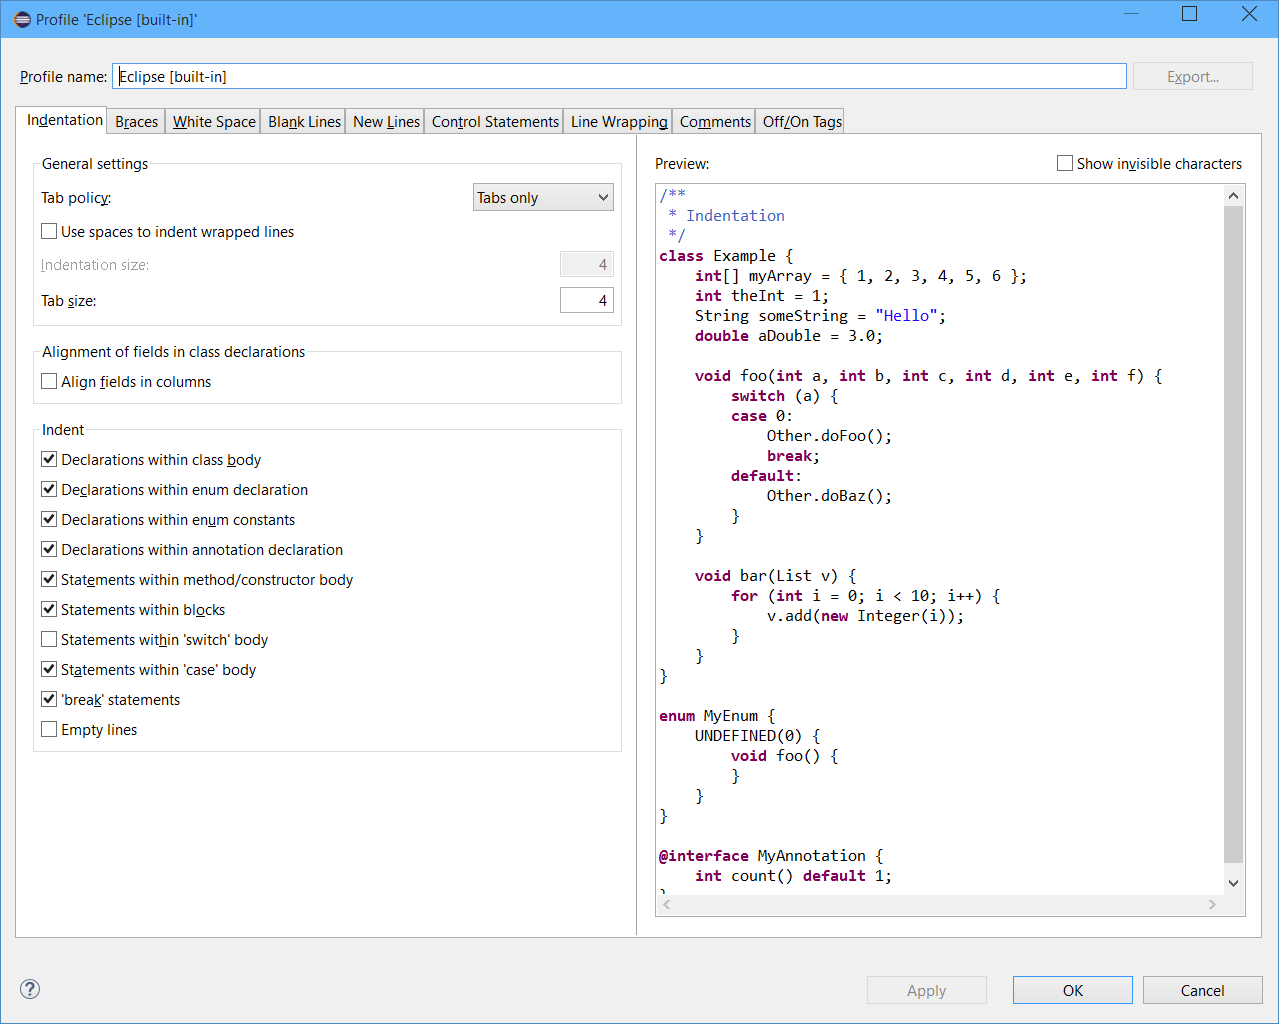 Profile 'Eclipse [built-in]'
Profile name: Eclipse [built-in] Export...
Indentation Braces White Space Blank Lines New Lines Control Statements Line Wrapping Comments Off/On Tags
General settings
Tab policy: Tabs only
Use spaces to indent wrapped lines
Indentation size: 4
Tab size: 4
Alignment of fields in class declarations
Align fields in columns
Indent
Declarations within class body
Declarations within enum declaration
Declarations within enum constants
Declarations within annotation declaration
Statements within method/constructor body
Statements within blocks
Statements within 'switch' body
Statements within 'case' body
'break' statements
Empty lines
Preview: Show invisible characters
/**
 * Indentation
 */
class Example {
    int[] myArray = { 1, 2, 3, 4, 5, 6 };
    int theInt = 1;
    String someString = "Hello";
    double aDouble = 3.0;

    void foo(int a, int b, int c, int d, int e, int f) {
        switch (a) {
        case 0:
            Other.doFoo();
            break;
        default:
            Other.doBaz();
        }
    }

    void bar(List v) {
        for (int i = 0; i < 10; i++) {
            v.add(new Integer(i));
        }
    }
}

enum MyEnum {
    UNDEFINED(0) {
        void foo() {
        }
    }
}

@interface MyAnnotation {
    int count() default 1;
}
Apply OK Cancel